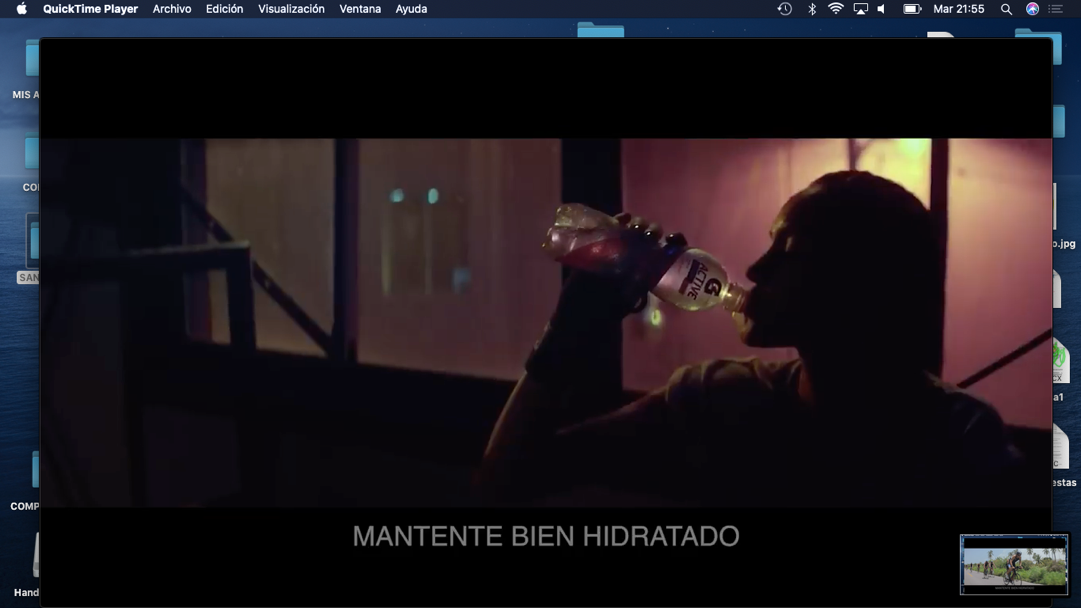 QuickTime Player Archivo Edición Visualización Ventana Ayuda Mar 21:55
MIS A
CO
SAN
COMP
Hand
o.jpg
CX
a1
C
estas
ACTIVE
G
MANTENTE BIEN HIDRATADO